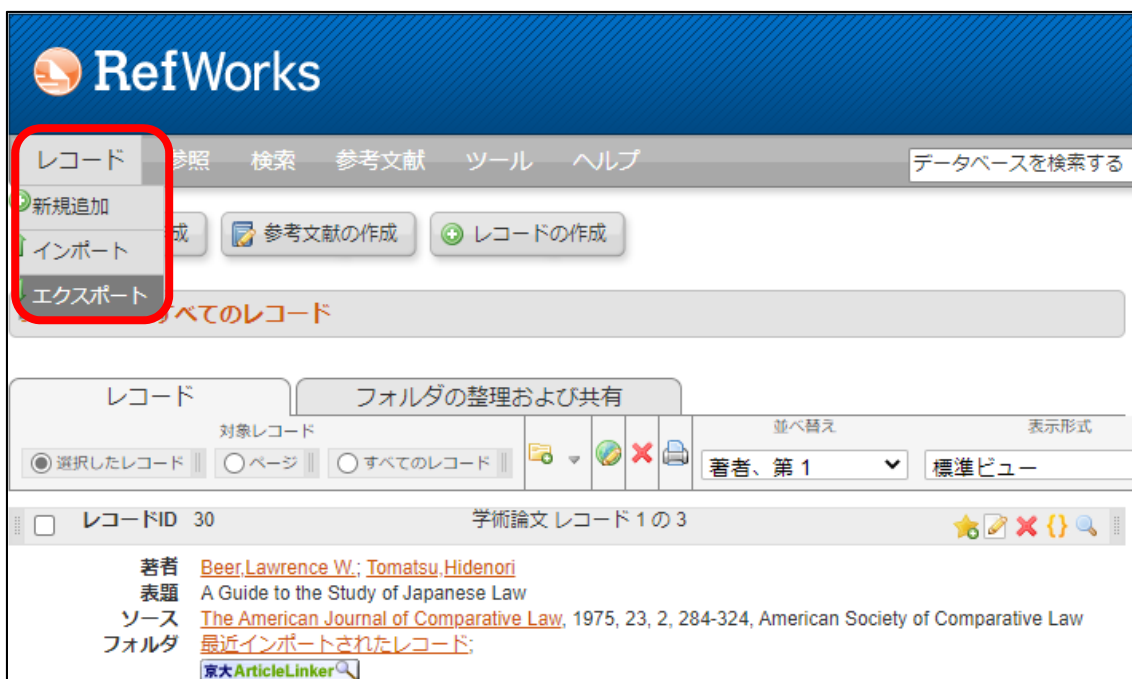 RefWorks
レコード 参照 検索 参考文献 ツール ヘルプ データベースを検索する
新規追加
成 参考文献の作成 レコードの作成
インポート
エクスポート
べてのレコード
レコード フォルダの整理および共有
対象レコード 並べ替え 表示形式
選択したレコード ページ すべてのレコード 著者、第 1 標準ビュー
レコードID 30 学術論文 レコード 1 の 3
著者 Beer,Lawrence W.; Tomatsu,Hidenori
表題 A Guide to the Study of Japanese Law
ソース The American Journal of Comparative Law, 1975, 23, 2, 284-324, American Society of Comparative Law
フォルダ 最近インポートされたレコード;
京大ArticleLinker